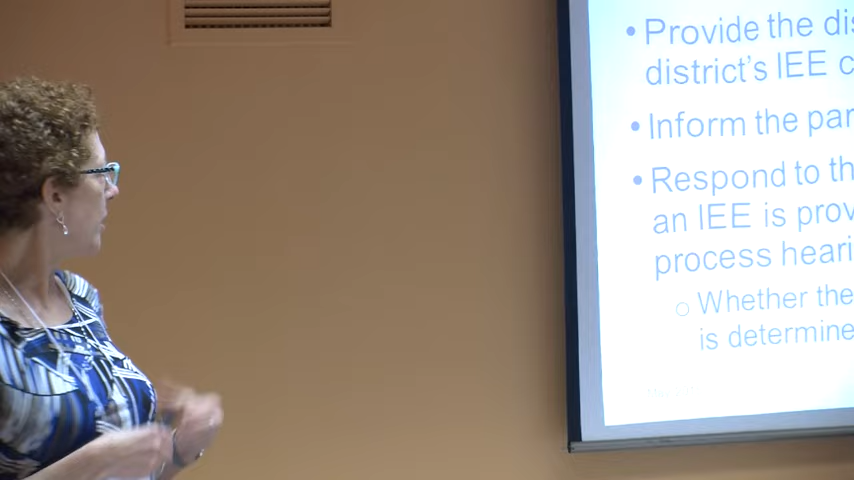 • Provide the dis
district's IEE c
• Inform the par
• Respond to th
an IEE is prov
process heari
○ Whether the
is determine